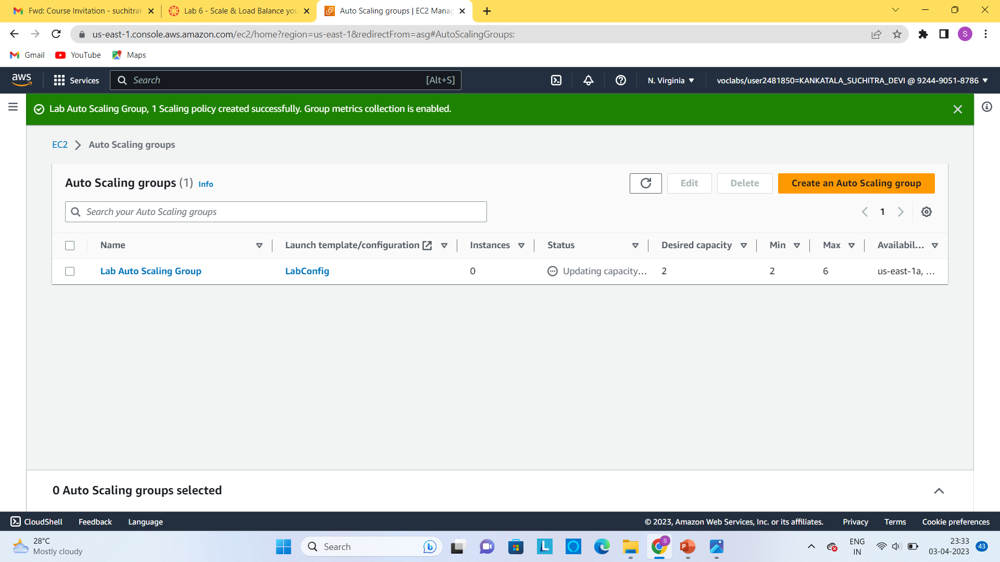 Fwd: Course Invitation - suchitrak
Lab 6 - Scale & Load Balance you
Auto Scaling groups | EC2 Manag
us-east-1.console.aws.amazon.com/ec2/home?region=us-east-1&redirectFrom=asg#AutoScalingGroups:
S
Gmail
YouTube
Maps
aws
Services
Search
[Alt+S]
N. Virginia
voclabs/user2481850=KANKATALA_SUCHITRA_DEVI @ 9244-9051-8786
Lab Auto Scaling Group, 1 Scaling policy created successfully. Group metrics collection is enabled.
EC2
Auto Scaling groups
Auto Scaling groups (1) Info
Edit
Delete
Create an Auto Scaling group
Search your Auto Scaling groups
1
Name
Launch template/configuration
Instances
Status
Desired capacity
Min
Max
Availabil...
Lab Auto Scaling Group
LabConfig
0
Updating capacity...
2
2
6
us-east-1a, ...
0 Auto Scaling groups selected
CloudShell
Feedback
Language
© 2023, Amazon Web Services, Inc. or its affiliates.
Privacy
Terms
Cookie preferences
28°C
Mostly cloudy
Search
L
S
P
ENG
IN
23:33
03-04-2023
43